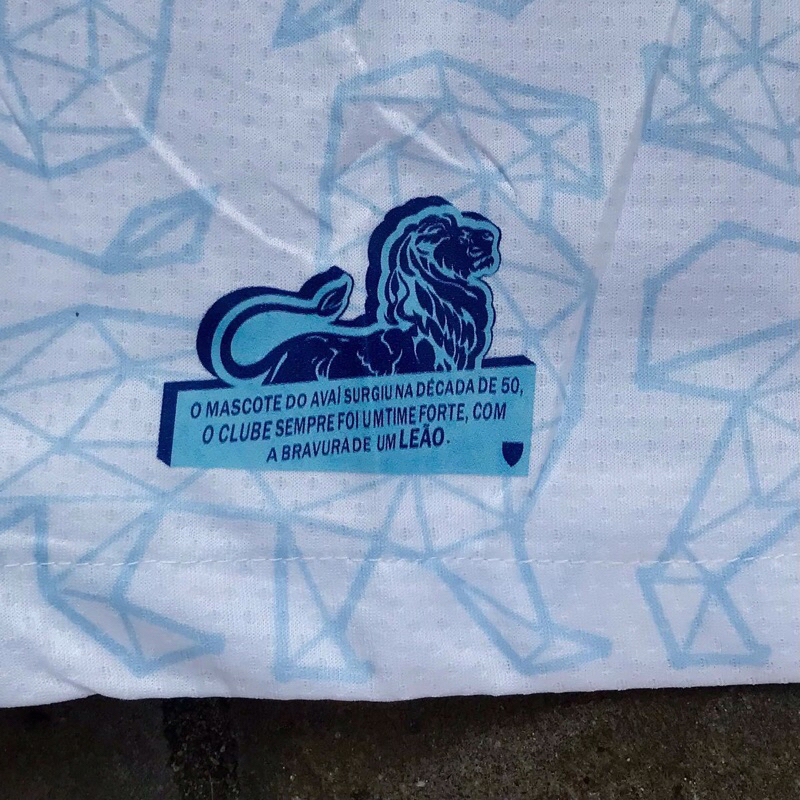 O MASCOTE DO AVAÍ SURGIU NA DÉCADA DE 50,
O CLUBE SEMPRE FOI UM TIME FORTE, COM
A BRAVURA DE UM LEÃO.